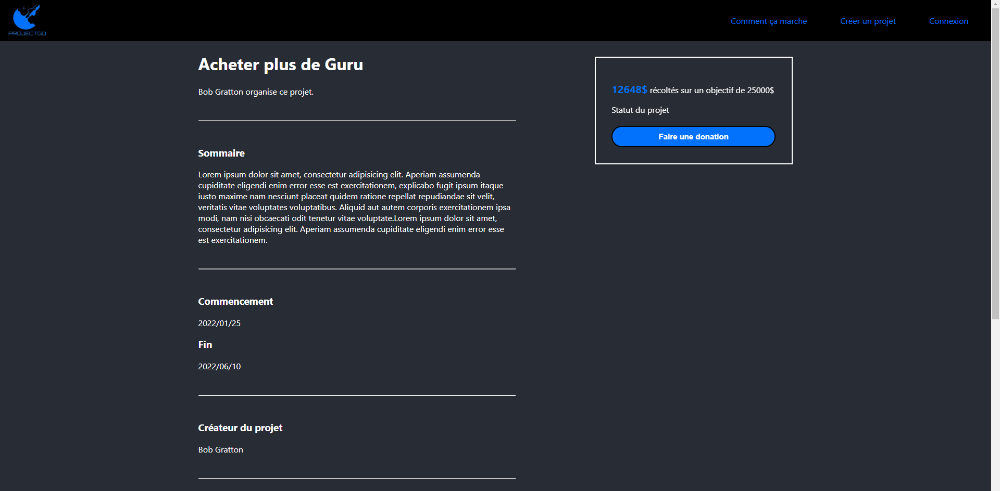 PROJECTGO
Comment ça marche
Créer un projet
Connexion
Acheter plus de Guru
Bob Gratton organise ce projet.
12648$ récoltés sur un objectif de 25000$
Statut du projet
Faire une donation
Sommaire
Lorem ipsum dolor sit amet, consectetur adipisicing elit. Aperiam assumenda
cupiditate eligendi enim error esse est exercitationem, explicabo fugit ipsum itaque
iusto maxime nam nesciunt placeat quidem ratione repellat repudiandae sit velit,
veritatis vitae voluptates voluptatibus. Aliquid aut autem corporis exercitationem ipsa
modi, nam nisi obcaecati odit tenetur vitae voluptate.Lorem ipsum dolor sit amet,
consectetur adipisicing elit. Aperiam assumenda cupiditate eligendi enim error esse
est exercitationem.
Commencement
2022/01/25
Fin
2022/06/10
Créateur du projet
Bob Gratton